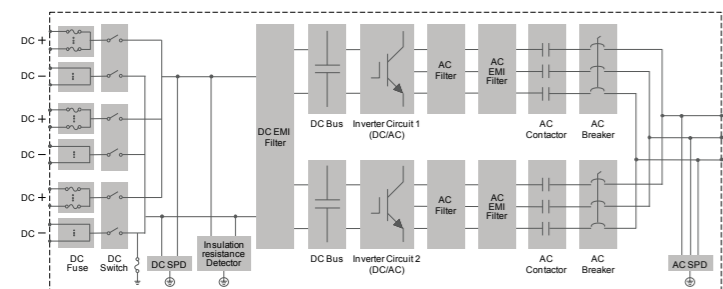 DC +
DC −
DC +
DC −
DC +
DC −
DC
Fuse
DC
Switch
DC SPD
Insulation
resistance
Detector
DC EMI
Filter
DC Bus
Inverter Circuit 1
(DC/AC)
AC
Filter
AC
EMI
Filter
AC
Contactor
AC
Breaker
DC Bus
Inverter Circuit 2
(DC/AC)
AC
Filter
AC
EMI
Filter
AC
Contactor
AC
Breaker
AC SPD